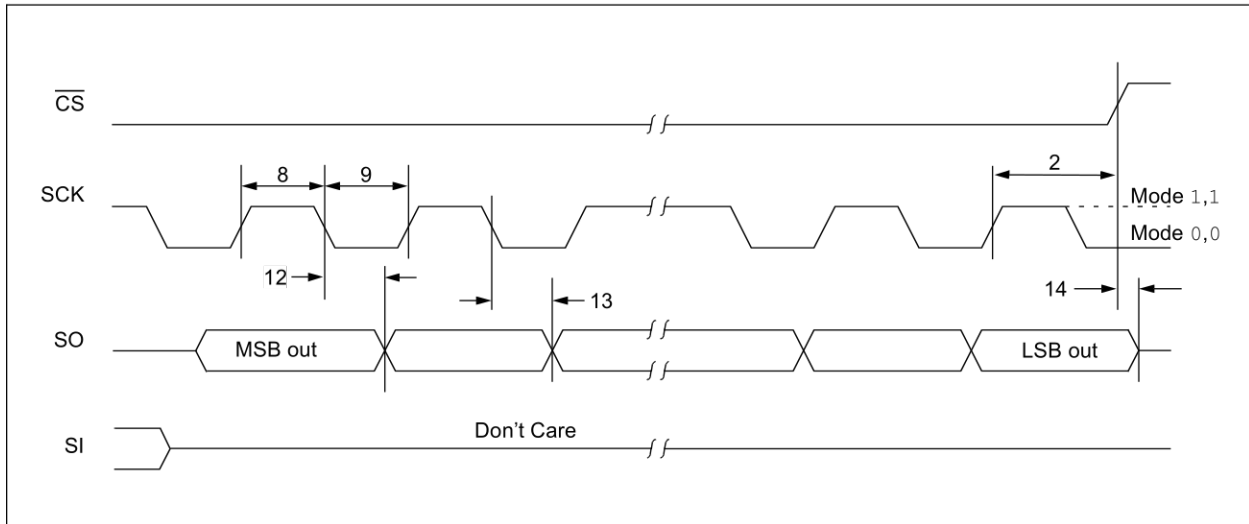 CS
8
9
2
SCK
Mode 1,1
Mode 0,0
12
13
14
SO
MSB out
LSB out
SI
Don't Care